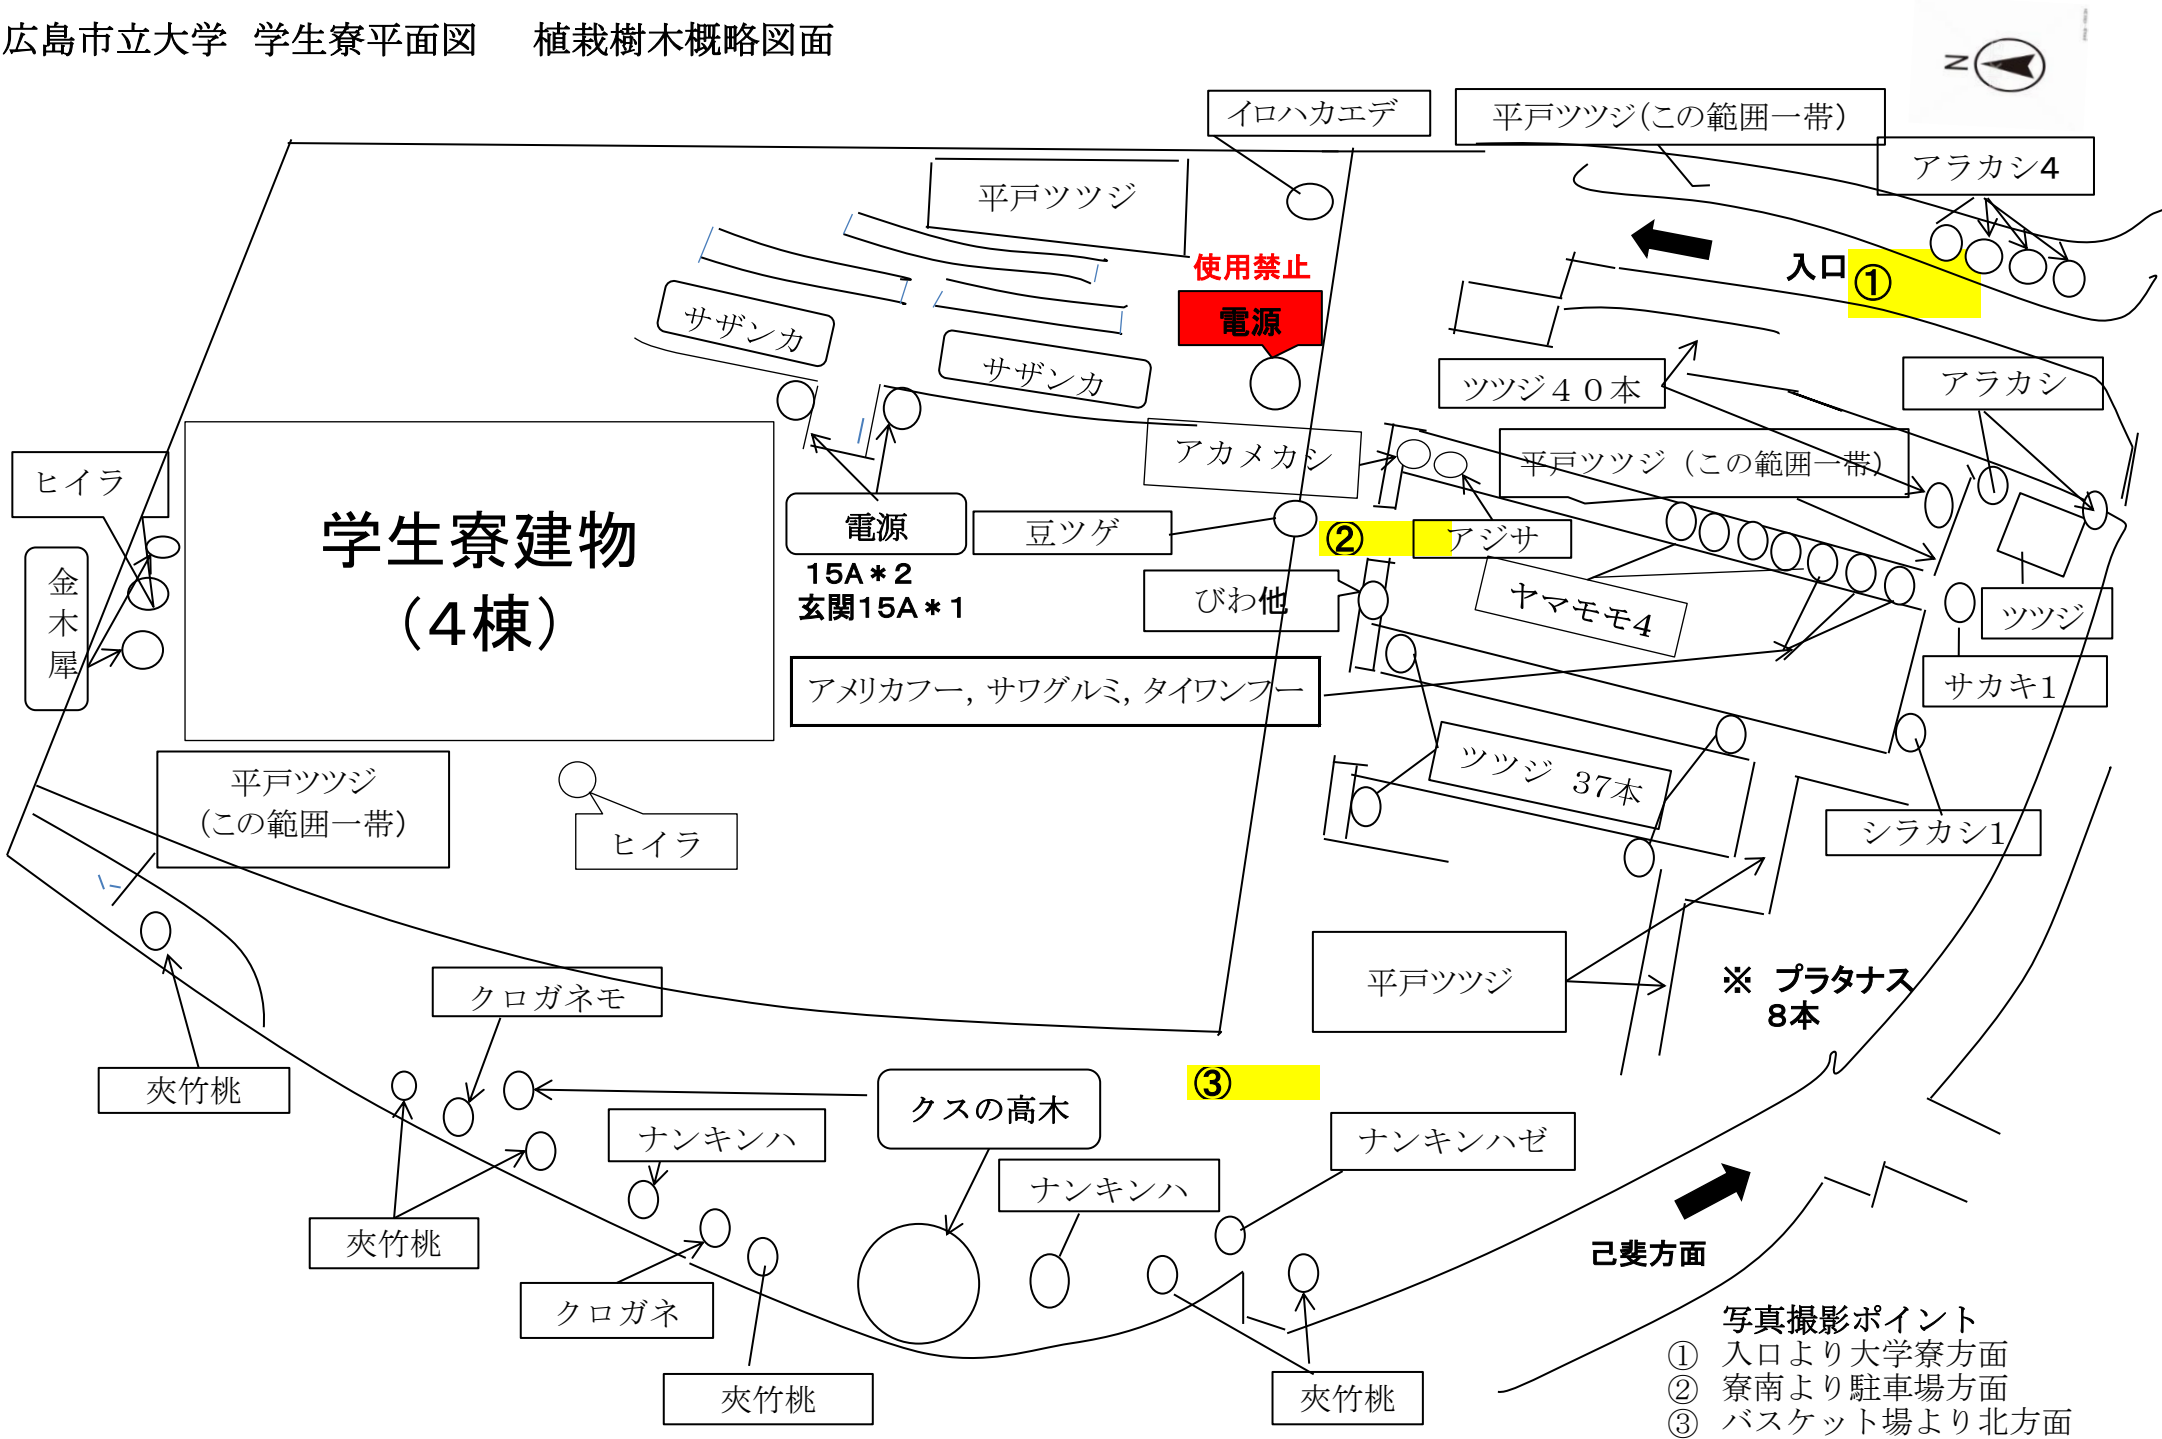 広島市立大学 学生寮平面図 植栽樹木概略図面
N
イロハカエデ
平戸ツツジ(この範囲一帯)
アラカシ4
平戸ツツジ
使用禁止
電源
入口
①
サザンカ
サザンカ
ツツジ40本
アラカシ
アカメカシ
平戸ツツジ(この範囲一帯)
ヒイラ
学生寮建物
(4棟)
電源
15A*2
玄関15A*1
豆ツゲ
②
アジサ
金木犀
びわ他
ヤマモモ4
ツツジ
サカキ1
アメリカフー, サワグルミ, タイワンフー
平戸ツツジ
(この範囲一帯)
ヒイラ
ツツジ 37本
シラカシ1
平戸ツツジ
※ プラタナス
8本
クロガネモ
夾竹桃
③
クスの高木
ナンキンハ
ナンキンハゼ
ナンキンハ
夾竹桃
己斐方面
クロガネ
夾竹桃
夾竹桃
写真撮影ポイント
① 入口より大学寮方面
② 寮南より駐車場方面
③ バスケット場より北方面